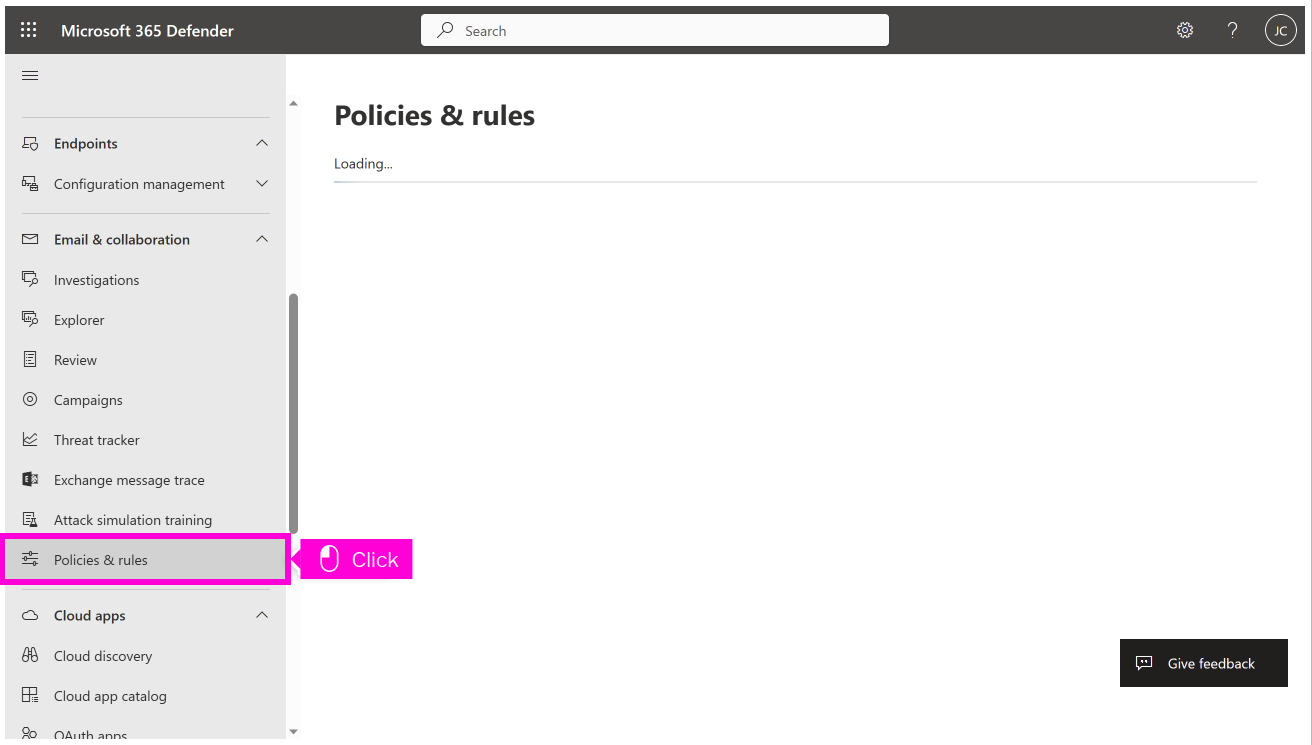 Microsoft 365 Defender
Search
?
JC
Policies & rules
Loading...
Endpoints
Configuration management
Email & collaboration
Investigations
Explorer
Review
Campaigns
Threat tracker
Exchange message trace
Attack simulation training
Policies & rules
Click
Cloud apps
Cloud discovery
Cloud app catalog
OAuth apps
Give feedback